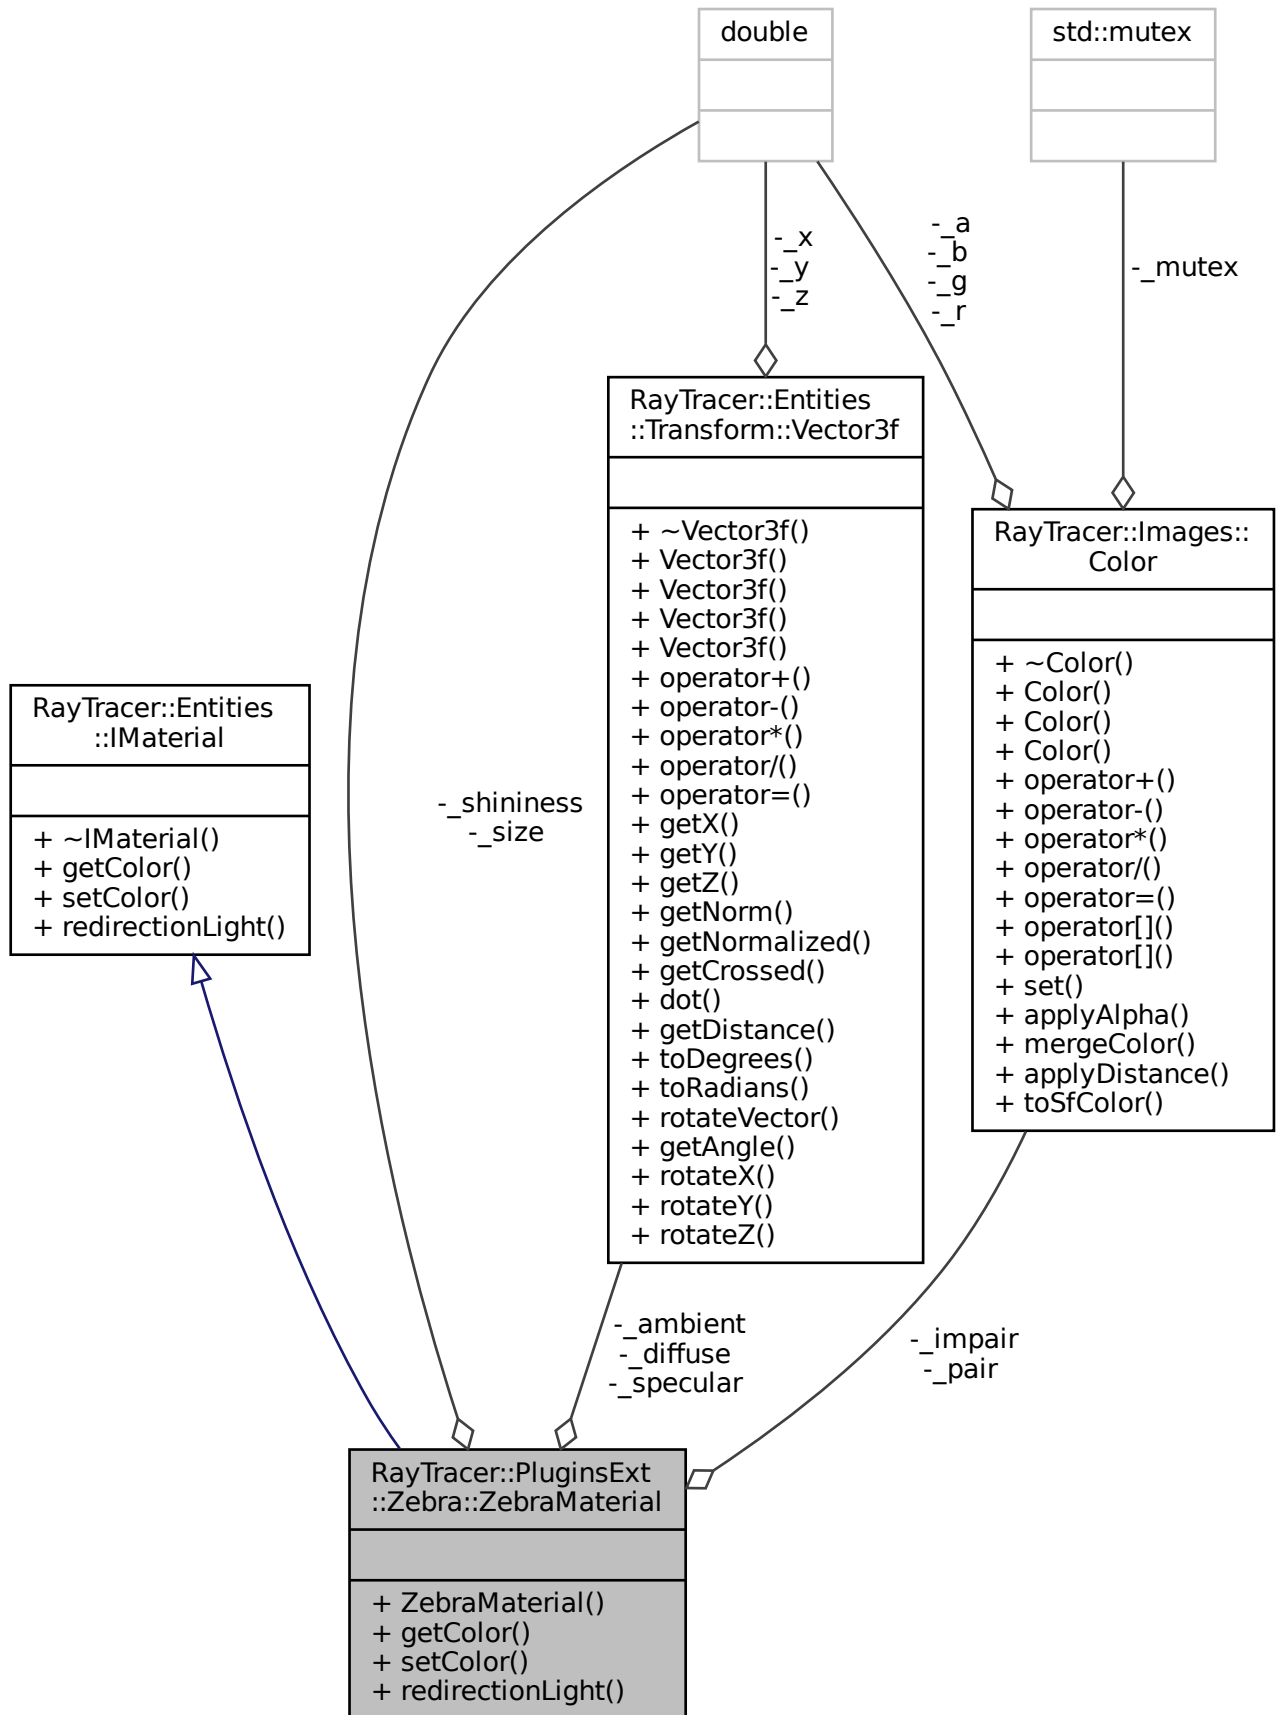 double
std::mutex
-_x
-_y
-_z
-_a
-_b
-_g
-_r
-_mutex
RayTracer::Entities
::Transform::Vector3f
+ ~Vector3f()
+ Vector3f()
+ Vector3f()
+ Vector3f()
+ Vector3f()
+ operator+()
+ operator-()
+ operator*()
+ operator/()
+ operator=()
+ getX()
+ getY()
+ getZ()
+ getNorm()
+ getNormalized()
+ getCrossed()
+ dot()
+ getDistance()
+ toDegrees()
+ toRadians()
+ rotateVector()
+ getAngle()
+ rotateX()
+ rotateY()
+ rotateZ()
RayTracer::Images::
Color
+ ~Color()
+ Color()
+ Color()
+ Color()
+ operator+()
+ operator-()
+ operator*()
+ operator/()
+ operator=()
+ operator[]()
+ operator[]()
+ set()
+ applyAlpha()
+ mergeColor()
+ applyDistance()
+ toSfColor()
RayTracer::Entities
::IMaterial
+ ~IMaterial()
+ getColor()
+ setColor()
+ redirectionLight()
-_shininess
-_size
-_ambient
-_diffuse
-_specular
-_impair
-_pair
RayTracer::PluginsExt
::Zebra::ZebraMaterial
+ ZebraMaterial()
+ getColor()
+ setColor()
+ redirectionLight()